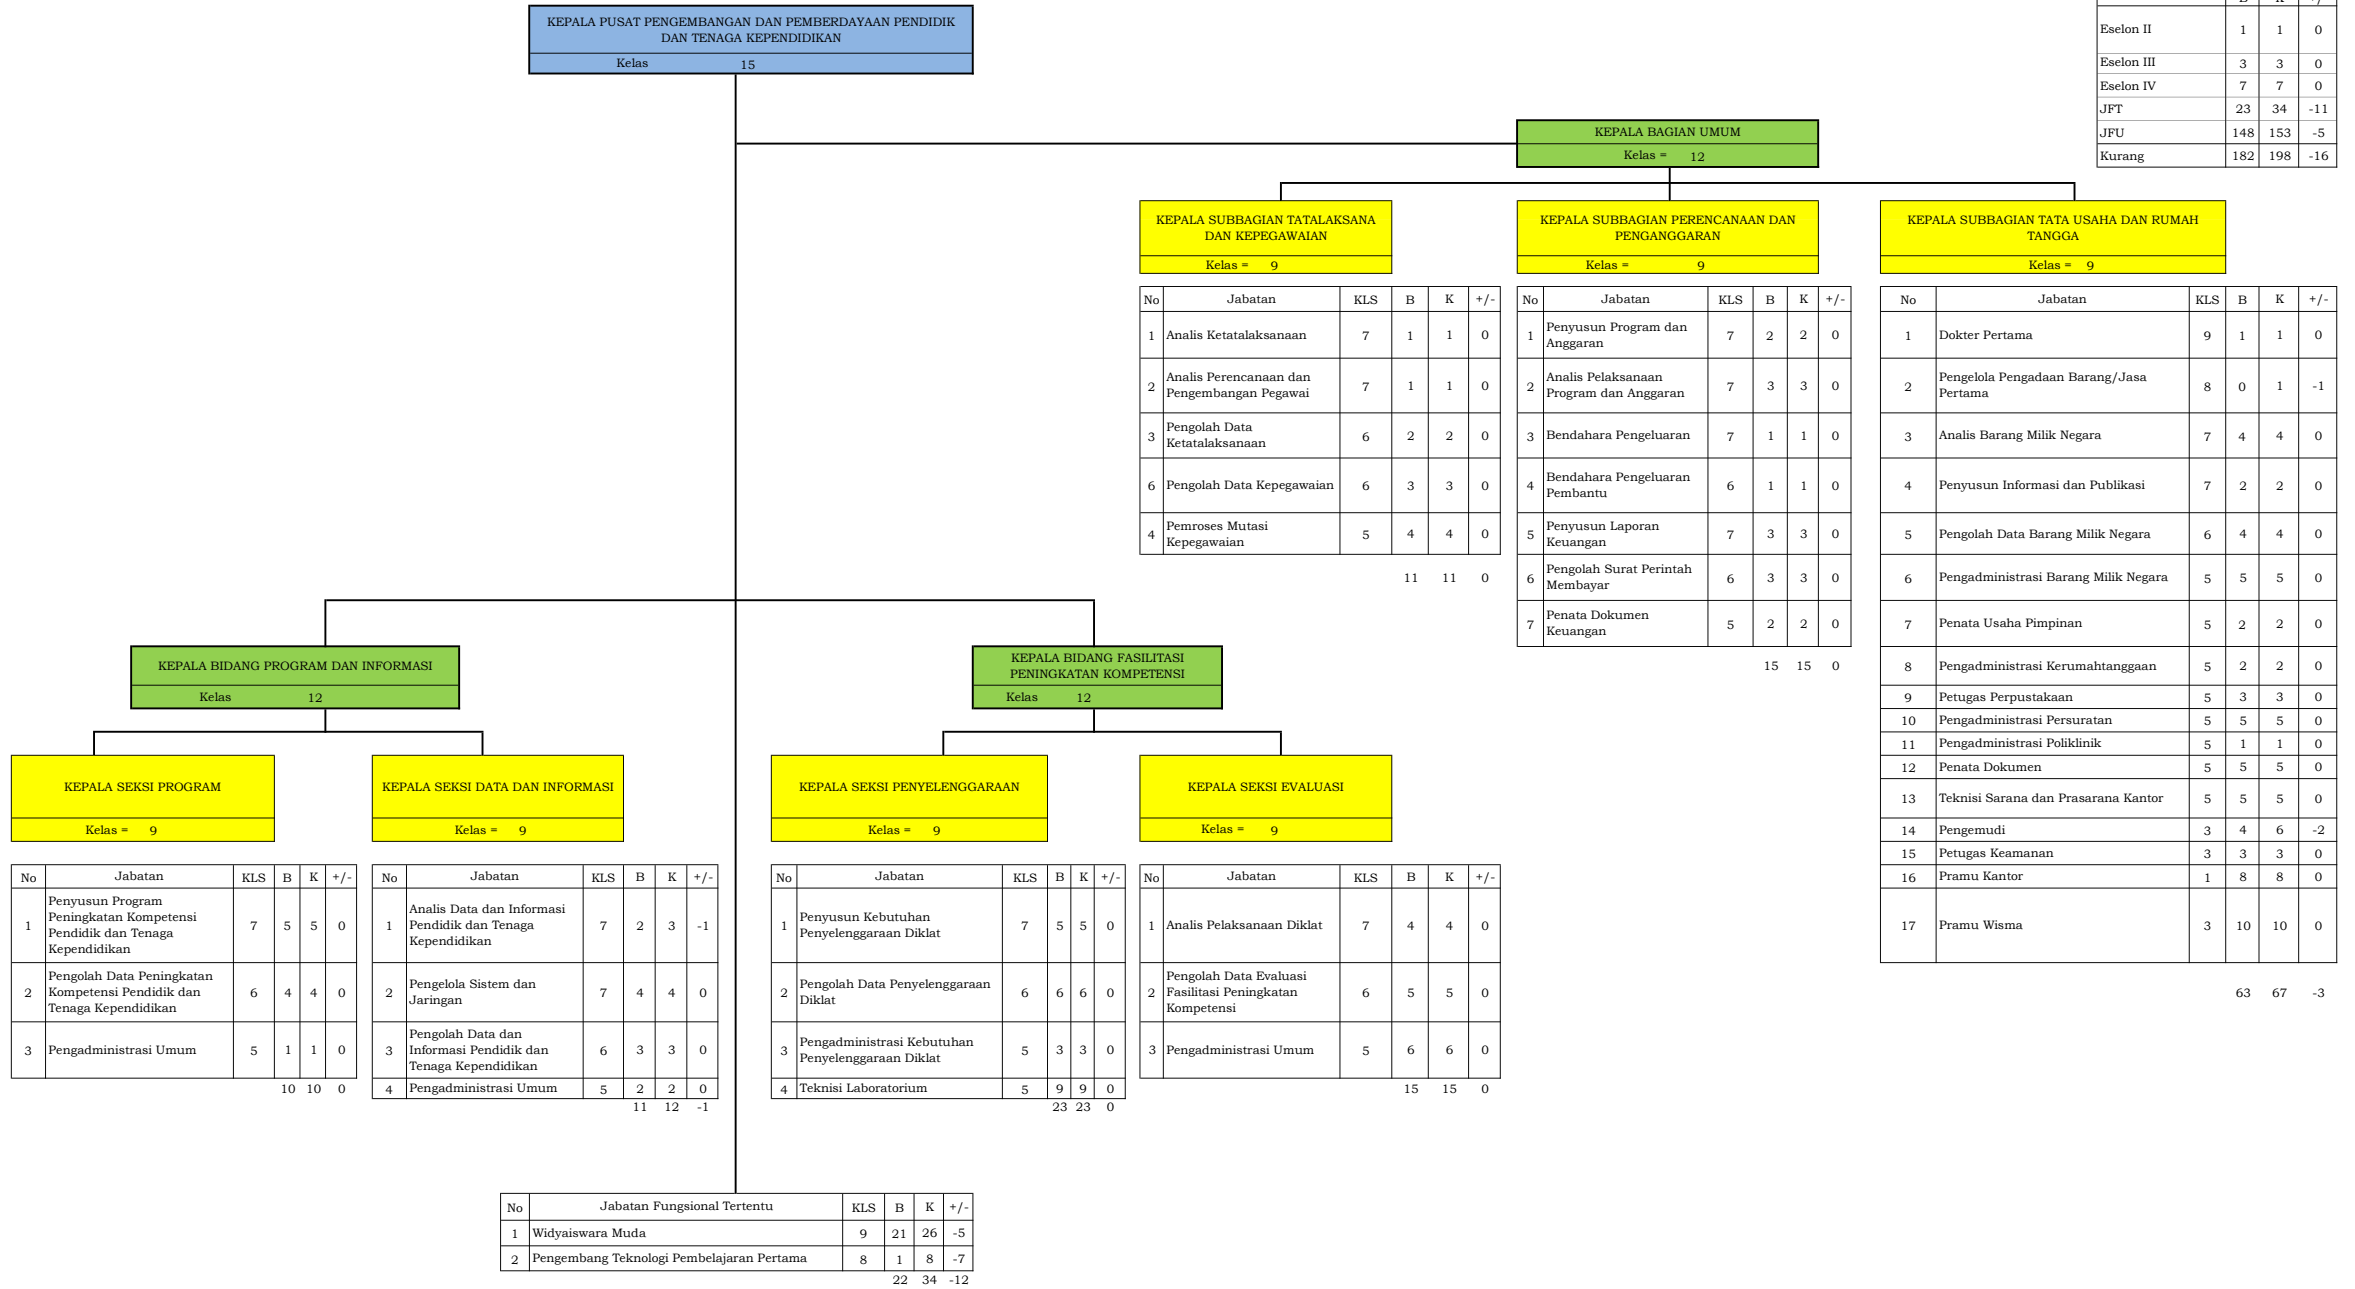 KEPALA PUSAT PENGEMBANGAN DAN PEMBERDAYAAN PENDIDIK
DAN TENAGA KEPENDIDIKAN
Kelas 15
B K +/-
Eselon II 1 1 0
Eselon III 3 3 0
Eselon IV 7 7 0
JFT 23 34 -11
JFU 148 153 -5
Kurang 182 198 -16
KEPALA BAGIAN UMUM
Kelas = 12
KEPALA SUBBAGIAN TATALAKSANA
DAN KEPEGAWAIAN
Kelas = 9
No Jabatan KLS B K +/-
1 Analis Ketatalaksanaan 7 1 1 0
2 Analis Perencanaan dan
Pengembangan Pegawai 7 1 1 0
3 Pengolah Data
Ketatalaksanaan 6 2 2 0
6 Pengolah Data Kepegawaian 6 3 3 0
4 Pemroses Mutasi
Kepegawaian 5 4 4 0
11 11 0
KEPALA SUBBAGIAN PERENCANAAN DAN
PENGANGGARAN
Kelas = 9
No Jabatan KLS B K +/-
1 Penyusun Program dan
Anggaran 7 2 2 0
2 Analis Pelaksanaan
Program dan Anggaran 7 3 3 0
3 Bendahara Pengeluaran 7 1 1 0
4 Bendahara Pengeluaran
Pembantu 6 1 1 0
5 Penyusun Laporan
Keuangan 7 3 3 0
6 Pengolah Surat Perintah
Membayar 6 3 3 0
7 Penata Dokumen
Keuangan 5 2 2 0
15 15 0
KEPALA SUBBAGIAN TATA USAHA DAN RUMAH
TANGGA
Kelas = 9
No Jabatan KLS B K +/-
1 Dokter Pertama 9 1 1 0
2 Pengelola Pengadaan Barang/Jasa
Pertama 8 0 1 -1
3 Analis Barang Milik Negara 7 4 4 0
4 Penyusun Informasi dan Publikasi 7 2 2 0
5 Pengolah Data Barang Milik Negara 6 4 4 0
6 Pengadministrasi Barang Milik Negara 5 5 5 0
7 Penata Usaha Pimpinan 5 2 2 0
8 Pengadministrasi Kerumahtanggaan 5 2 2 0
9 Petugas Perpustakaan 5 3 3 0
10 Pengadministrasi Persuratan 5 5 5 0
11 Pengadministrasi Poliklinik 5 1 1 0
12 Penata Dokumen 5 5 5 0
13 Teknisi Sarana dan Prasarana Kantor 5 5 5 0
14 Pengemudi 3 4 6 -2
15 Petugas Keamanan 3 3 3 0
16 Pramu Kantor 1 8 8 0
17 Pramu Wisma 3 10 10 0
63 67 -3
KEPALA BIDANG PROGRAM DAN INFORMASI
Kelas 12
KEPALA BIDANG FASILITASI
PENINGKATAN KOMPETENSI
Kelas 12
KEPALA SEKSI PROGRAM
Kelas = 9
No Jabatan KLS B K +/-
1 Penyusun Program
Peningkatan Kompetensi
Pendidik dan Tenaga
Kependidikan 7 5 5 0
2 Pengolah Data Peningkatan
Kompetensi Pendidik dan
Tenaga Kependidikan 6 4 4 0
3 Pengadministrasi Umum 5 1 1 0
10 10 0
KEPALA SEKSI DATA DAN INFORMASI
Kelas = 9
No Jabatan KLS B K +/-
1 Analis Data dan Informasi
Pendidik dan Tenaga
Kependidikan 7 2 3 -1
2 Pengelola Sistem dan
Jaringan 7 4 4 0
3 Pengolah Data dan
Informasi Pendidik dan
Tenaga Kependidikan 6 3 3 0
4 Pengadministrasi Umum 5 2 2 0
11 12 -1
KEPALA SEKSI PENYELENGGARAAN
Kelas = 9
No Jabatan KLS B K +/-
1 Penyusun Kebutuhan
Penyelenggaraan Diklat 7 5 5 0
2 Pengolah Data Penyelenggaraan
Diklat 6 6 6 0
3 Pengadministrasi Kebutuhan
Penyelenggaraan Diklat 5 3 3 0
4 Teknisi Laboratorium 5 9 9 0
23 23 0
KEPALA SEKSI EVALUASI
Kelas = 9
No Jabatan KLS B K +/-
1 Analis Pelaksanaan Diklat 7 4 4 0
2 Pengolah Data Evaluasi
Fasilitasi Peningkatan
Kompetensi 6 5 5 0
3 Pengadministrasi Umum 5 6 6 0
15 15 0
No Jabatan Fungsional Tertentu KLS B K +/-
1 Widyaiswara Muda 9 21 26 -5
2 Pengembang Teknologi Pembelajaran Pertama 8 1 8 -7
22 34 -12